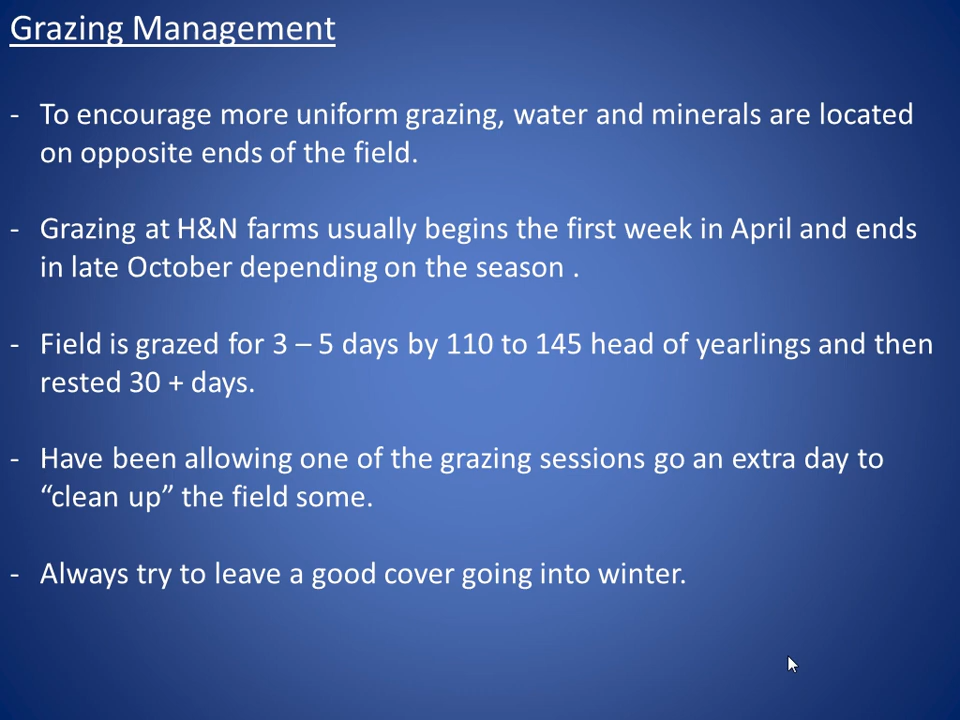 Grazing Management
- To encourage more uniform grazing, water and minerals are located
on opposite ends of the field.
- Grazing at H&N farms usually begins the first week in April and ends
in late October depending on the season .
- Field is grazed for 3 – 5 days by 110 to 145 head of yearlings and then
rested 30 + days.
- Have been allowing one of the grazing sessions go an extra day to
“clean up” the field some.
- Always try to leave a good cover going into winter.